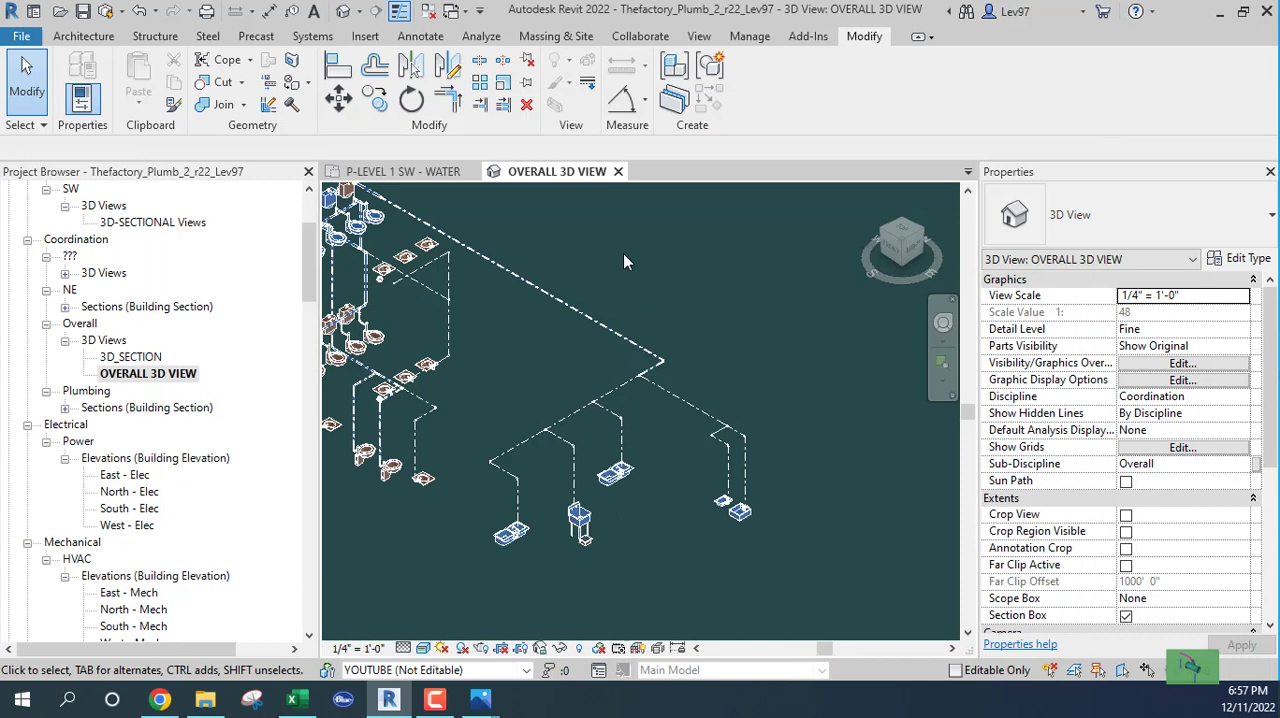 Autodesk Revit 2022 - Thefactory_Plumb_2_r22_Lev97 - 3D View: OVERALL 3D VIEW
Lev97
File Architecture Structure Steel Precast Systems Insert Annotate Analyze Massing & Site Collaborate View Manage Add-Ins Modify
Modify
Properties
Paste
Cope
Cut
Join
Select Properties Clipboard Geometry Modify View Measure Create
Project Browser - Thefactory_Plumb_2_r22_Lev97
P-LEVEL 1 SW - WATER
OVERALL 3D VIEW
Properties
SW
3D Views
3D-SECTIONAL Views
Coordination
???
3D Views
NE
Sections (Building Section)
Overall
3D Views
3D_SECTION
OVERALL 3D VIEW
Plumbing
Sections (Building Section)
Electrical
Power
Elevations (Building Elevation)
East - Elec
North - Elec
South - Elec
West - Elec
Mechanical
HVAC
Elevations (Building Elevation)
East - Mech
North - Mech
South - Mech
3D View
3D View: OVERALL 3D VIEW
Edit Type
Graphics
View Scale 1/4" = 1'-0"
Scale Value 1: 48
Detail Level Fine
Parts Visibility Show Original
Visibility/Graphics Over... Edit...
Graphic Display Options Edit...
Discipline Coordination
Show Hidden Lines By Discipline
Default Analysis Display... None
Show Grids Edit...
Sub-Discipline Overall
Sun Path
Extents
Crop View
Crop Region Visible
Annotation Crop
Far Clip Active
Far Clip Offset 1000' 0"
Scope Box None
Section Box
Properties help
Apply
1/4" = 1'-0"
Click to select, TAB for alternates, CTRL adds, SHIFT unselects.
YOUTUBE (Not Editable)
:0
Main Model
Editable Only
6:57 PM
12/11/2022